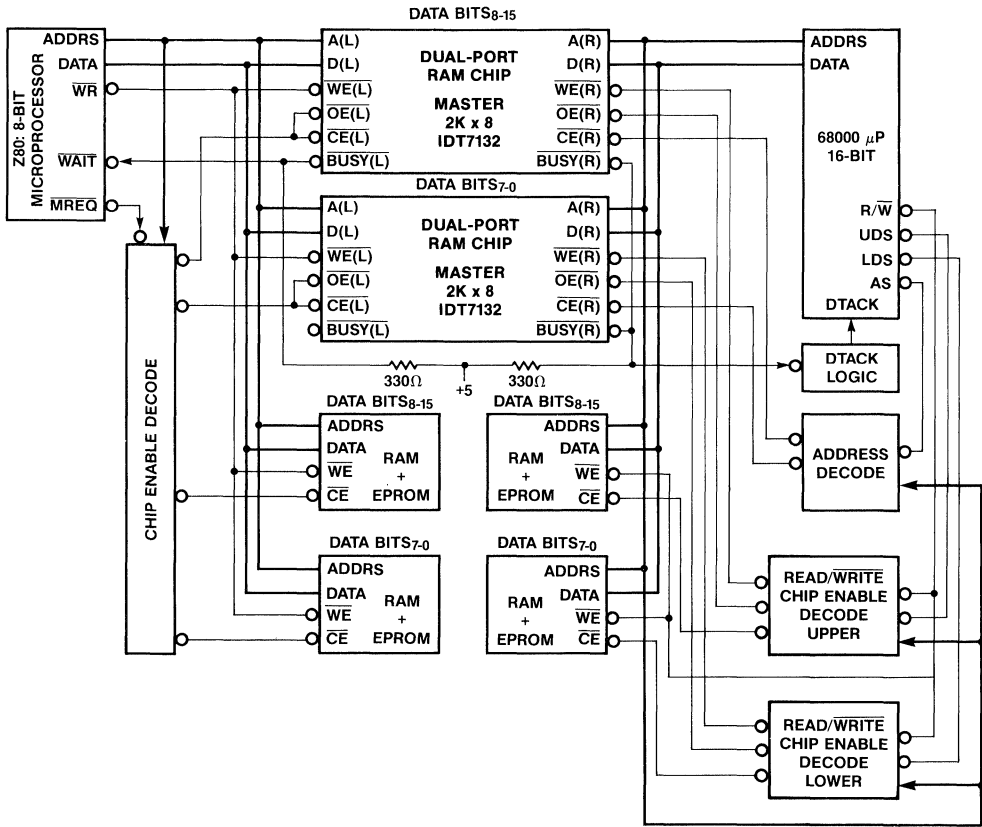 DATA BITS8-15
Z80: 8-BIT
MICROPROCESSOR
ADDRS
DATA
WR
WAIT
MREQ
A(L)
D(L)
WE(L)
OE(L)
CE(L)
BUSY(L)
DUAL-PORT
RAM CHIP
MASTER
2K x 8
IDT7132
A(R)
D(R)
WE(R)
OE(R)
CE(R)
BUSY(R)
ADDRS
DATA
68000 µP
16-BIT
R/W
UDS
LDS
AS
DTACK
DATA BITS7-0
A(L)
D(L)
WE(L)
OE(L)
CE(L)
BUSY(L)
DUAL-PORT
RAM CHIP
MASTER
2K x 8
IDT7132
A(R)
D(R)
WE(R)
OE(R)
CE(R)
BUSY(R)
330Ω
+5
330Ω
DTACK
LOGIC
CHIP ENABLE DECODE
DATA BITS8-15
ADDRS
DATA
WE
CE
RAM
+
EPROM
DATA BITS8-15
ADDRS
DATA
WE
CE
RAM
+
EPROM
ADDRESS
DECODE
DATA BITS7-0
ADDRS
DATA
WE
CE
RAM
+
EPROM
DATA BITS7-0
ADDRS
DATA
WE
CE
RAM
+
EPROM
READ/WRITE
CHIP ENABLE
DECODE
UPPER
READ/WRITE
CHIP ENABLE
DECODE
LOWER